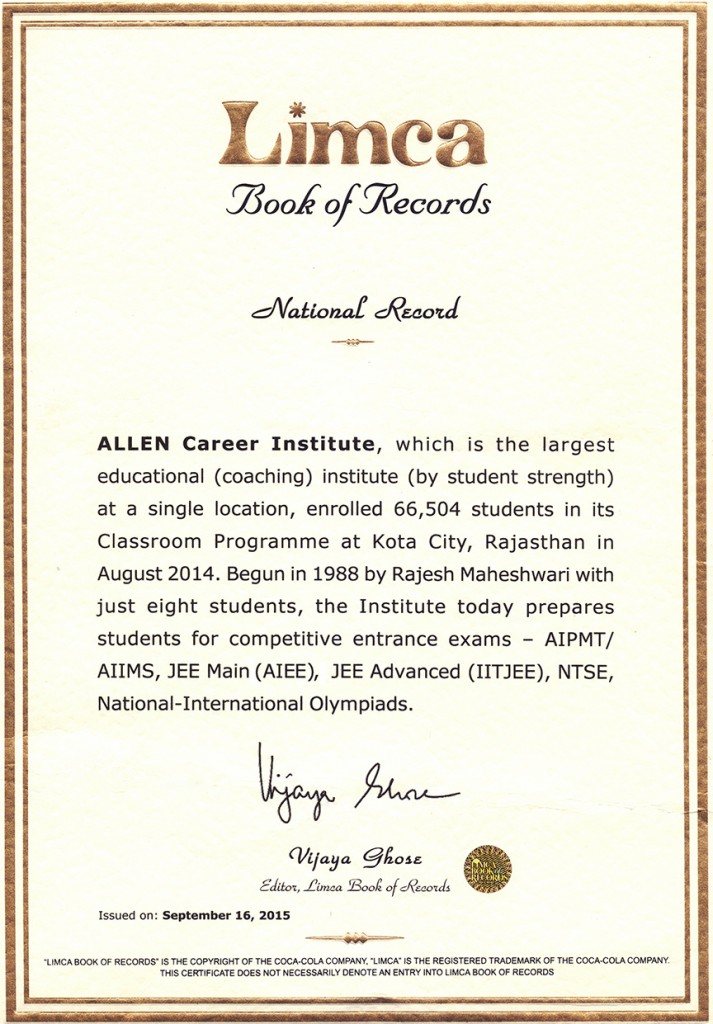 Limca
Book of Records
National Record
ALLEN Career Institute, which is the largest
educational (coaching) institute (by student strength)
at a single location, enrolled 66,504 students in its
Classroom Programme at Kota City, Rajasthan in
August 2014. Begun in 1988 by Rajesh Maheshwari with
just eight students, the Institute today prepares
students for competitive entrance exams – AIPMT/
AIIMS, JEE Main (AIEE), JEE Advanced (IITJEE), NTSE,
National-International Olympiads.
Vijaya Ghose
Vijaya Ghose
Editor, Limca Book of Records
LIMCA
BOOK OF
RECORDS
Issued on: September 16, 2015
"LIMCA BOOK OF RECORDS" IS THE COPYRIGHT OF THE COCA-COLA COMPANY, "LIMCA" IS THE REGISTERED TRADEMARK OF THE COCA-COLA COMPANY.
THIS CERTIFICATE DOES NOT NECESSARILY DENOTE AN ENTRY INTO LIMCA BOOK OF RECORDS